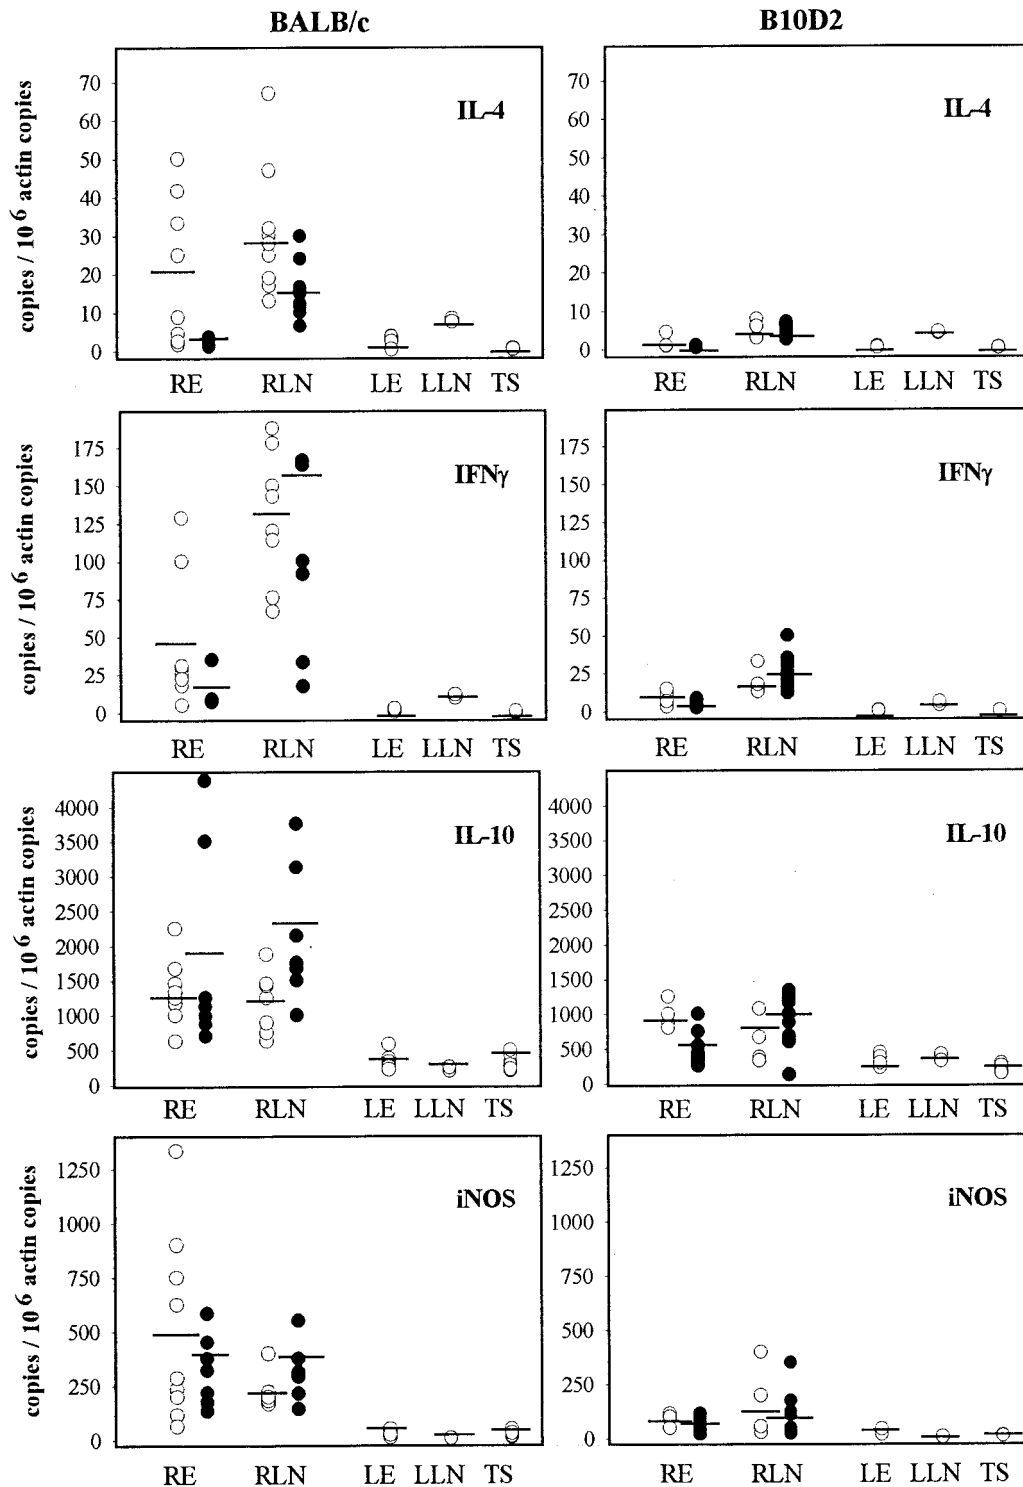 BALB/c B10D2
copies / 10^6 actin copies
70 60 50 40 30 20 10 0
IL-4
RE RLN LE LLN TS
70 60 50 40 30 20 10 0
IL-4
RE RLN LE LLN TS
copies / 10^6 actin copies
175 150 125 100 75 50 25 0
IFNγ
RE RLN LE LLN TS
175 150 125 100 75 50 25 0
IFNγ
RE RLN LE LLN TS
copies / 10^6 actin copies
4000 3500 3000 2500 2000 1500 1000 500 0
IL-10
RE RLN LE LLN TS
4000 3500 3000 2500 2000 1500 1000 500 0
IL-10
RE RLN LE LLN TS
copies / 10^6 actin copies
1250 1000 750 500 250 0
iNOS
RE RLN LE LLN TS
1250 1000 750 500 250 0
iNOS
RE RLN LE LLN TS